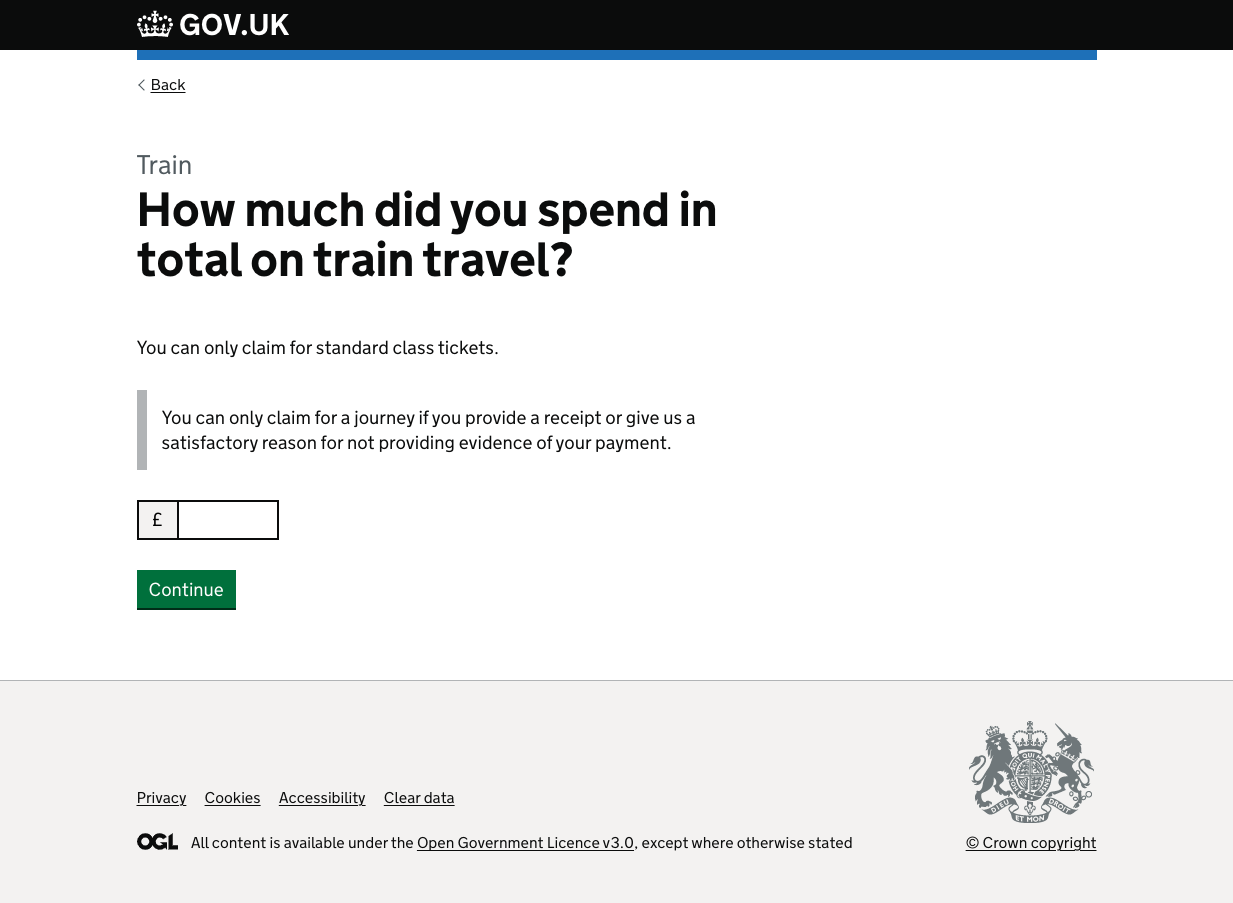 GOV.UK
Back
Train
How much did you spend in
total on train travel?
You can only claim for standard class tickets.
You can only claim for a journey if you provide a receipt or give us a
satisfactory reason for not providing evidence of your payment.
£
Continue
Privacy Cookies Accessibility Clear data
DIEU ET MON DROIT
OGL All content is available under the Open Government Licence v3.0, except where otherwise stated
© Crown copyright